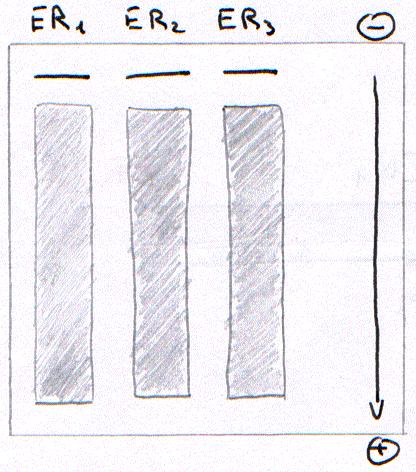 ER₁ ER₂ ER₃ ⊖
⊕